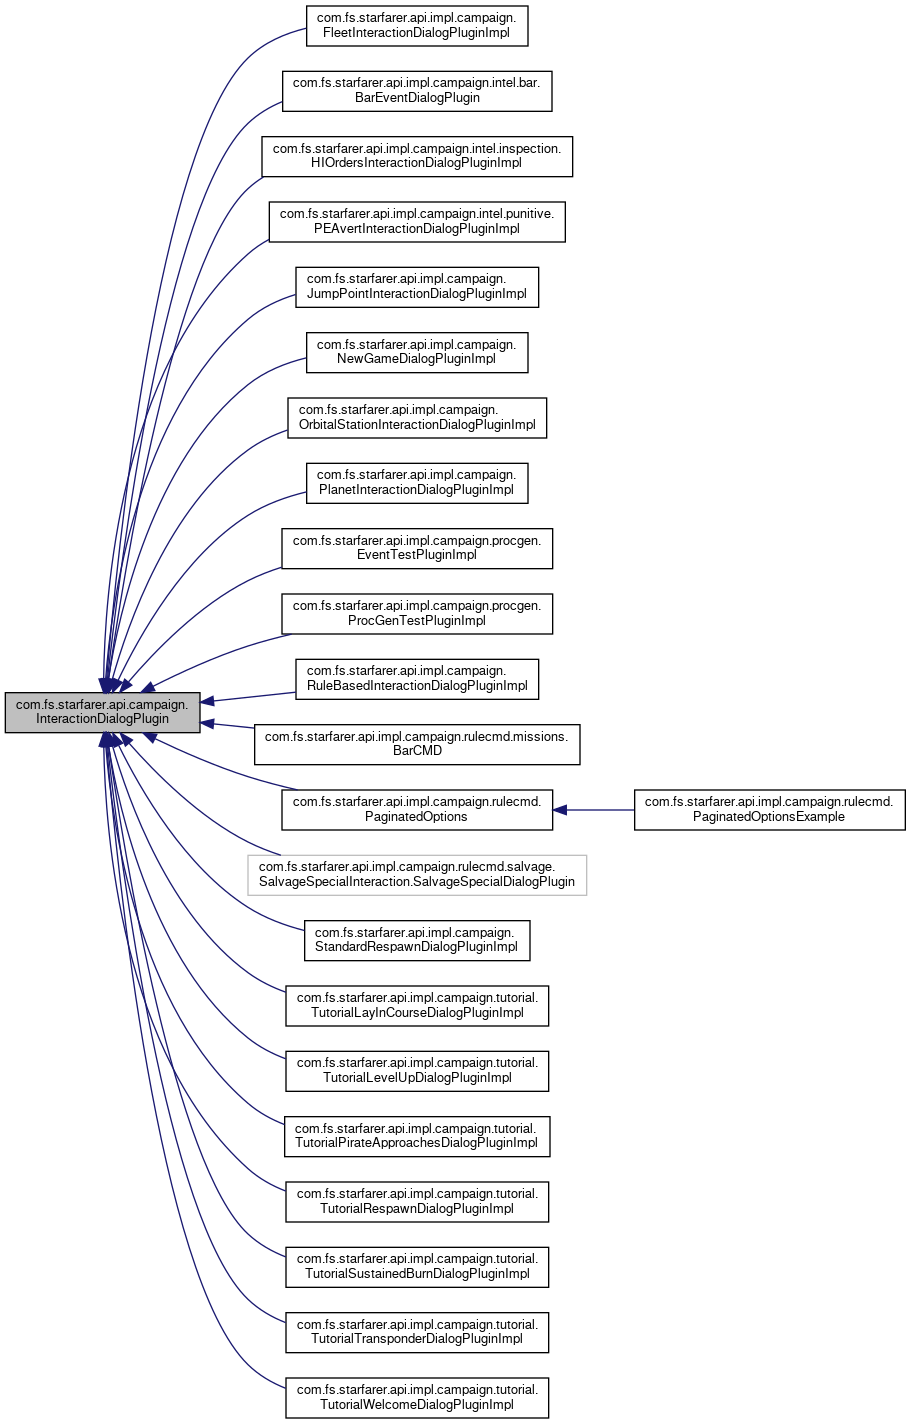 com.fs.starfarer.api.impl.campaign.
FleetInteractionDialogPluginImpl
com.fs.starfarer.api.impl.campaign.intel.bar.
BarEventDialogPlugin
com.fs.starfarer.api.impl.campaign.intel.inspection.
HIOrdersInteractionDialogPluginImpl
com.fs.starfarer.api.impl.campaign.intel.punitive.
PEAvertInteractionDialogPluginImpl
com.fs.starfarer.api.impl.campaign.
JumpPointInteractionDialogPluginImpl
com.fs.starfarer.api.impl.campaign.
NewGameDialogPluginImpl
com.fs.starfarer.api.impl.campaign.
OrbitalStationInteractionDialogPluginImpl
com.fs.starfarer.api.impl.campaign.
PlanetInteractionDialogPluginImpl
com.fs.starfarer.api.impl.campaign.procgen.
EventTestPluginImpl
com.fs.starfarer.api.impl.campaign.procgen.
ProcGenTestPluginImpl
com.fs.starfarer.api.impl.campaign.
RuleBasedInteractionDialogPluginImpl
com.fs.starfarer.api.campaign.
InteractionDialogPlugin
com.fs.starfarer.api.impl.campaign.rulecmd.missions.
BarCMD
com.fs.starfarer.api.impl.campaign.rulecmd.
PaginatedOptions
com.fs.starfarer.api.impl.campaign.rulecmd.
PaginatedOptionsExample
com.fs.starfarer.api.impl.campaign.rulecmd.salvage.
SalvageSpecialInteraction.SalvageSpecialDialogPlugin
com.fs.starfarer.api.impl.campaign.
StandardRespawnDialogPluginImpl
com.fs.starfarer.api.impl.campaign.tutorial.
TutorialLayInCourseDialogPluginImpl
com.fs.starfarer.api.impl.campaign.tutorial.
TutorialLevelUpDialogPluginImpl
com.fs.starfarer.api.impl.campaign.tutorial.
TutorialPirateApproachesDialogPluginImpl
com.fs.starfarer.api.impl.campaign.tutorial.
TutorialRespawnDialogPluginImpl
com.fs.starfarer.api.impl.campaign.tutorial.
TutorialSustainedBurnDialogPluginImpl
com.fs.starfarer.api.impl.campaign.tutorial.
TutorialTransponderDialogPluginImpl
com.fs.starfarer.api.impl.campaign.tutorial.
TutorialWelcomeDialogPluginImpl